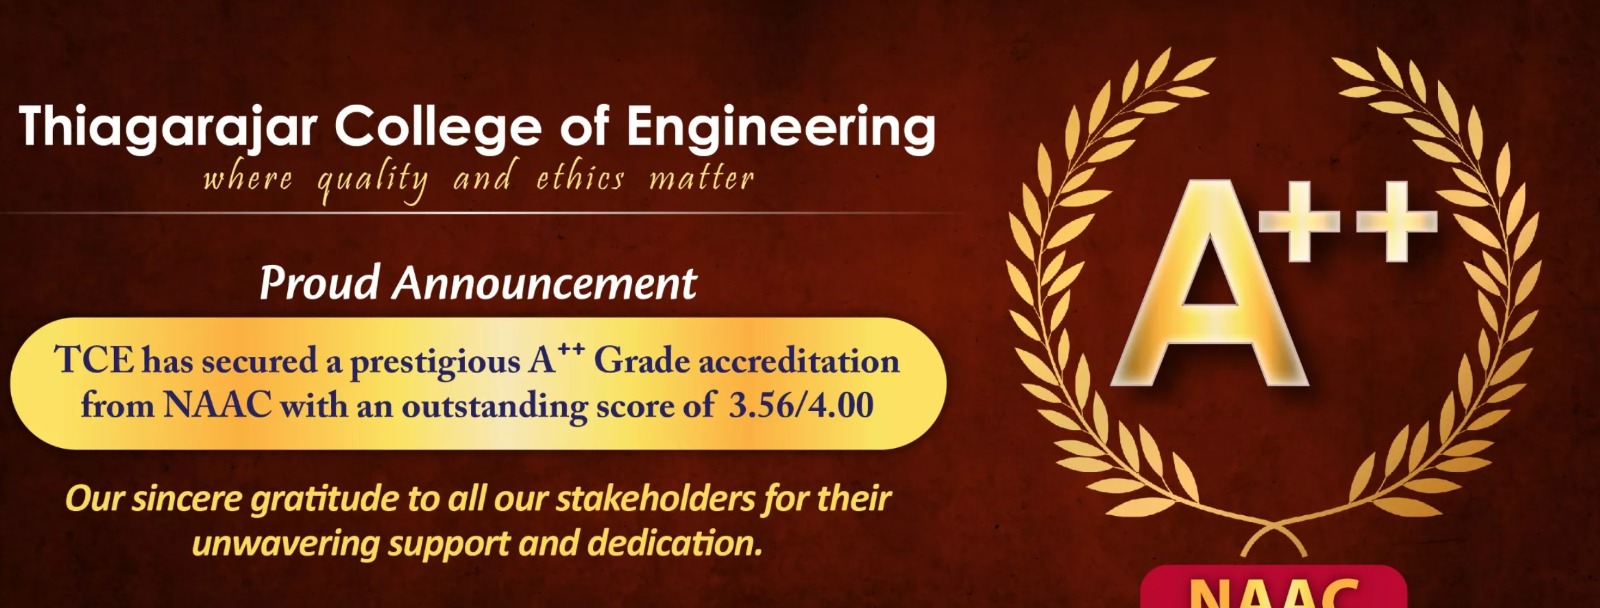 Thiagarajar College of Engineering
where quality and ethics matter
Proud Announcement
TCE has secured a prestigious A++ Grade accreditation
from NAAC with an outstanding score of 3.56/4.00
Our sincere gratitude to all our stakeholders for their
unwavering support and dedication.
A++
NAAC